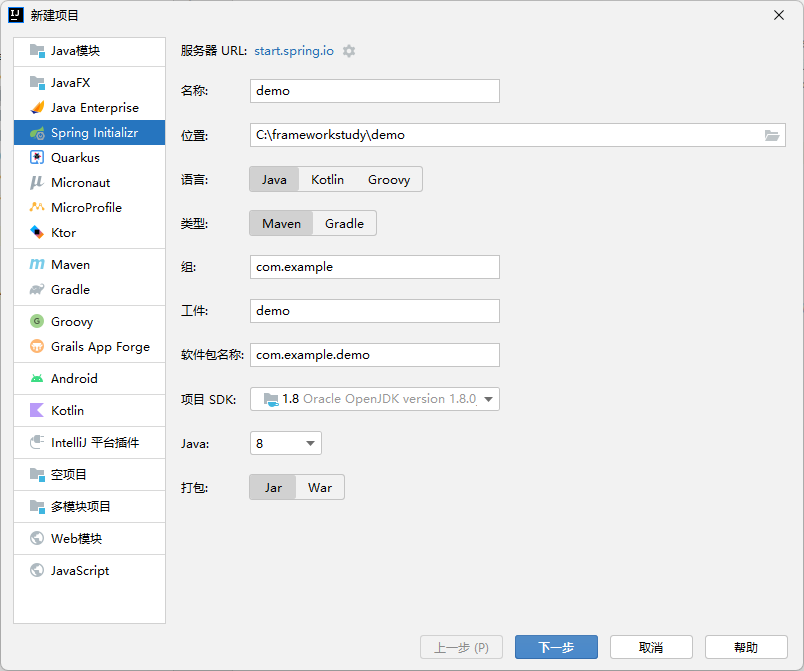 新建项目
Java模块
JavaFX
Java Enterprise
Spring Initializr
Quarkus
Micronaut
MicroProfile
Ktor
Maven
Gradle
Groovy
Grails App Forge
Android
Kotlin
IntelliJ 平台插件
空项目
多模块项目
Web模块
JavaScript
服务器 URL: start.spring.io
名称: demo
位置: C:\frameworkstudy\demo
语言: Java Kotlin Groovy
类型: Maven Gradle
组: com.example
工件: demo
软件包名称: com.example.demo
项目 SDK: 1.8 Oracle OpenJDK version 1.8.0
Java: 8
打包: Jar War
上一步 (P) 下一步 取消 帮助